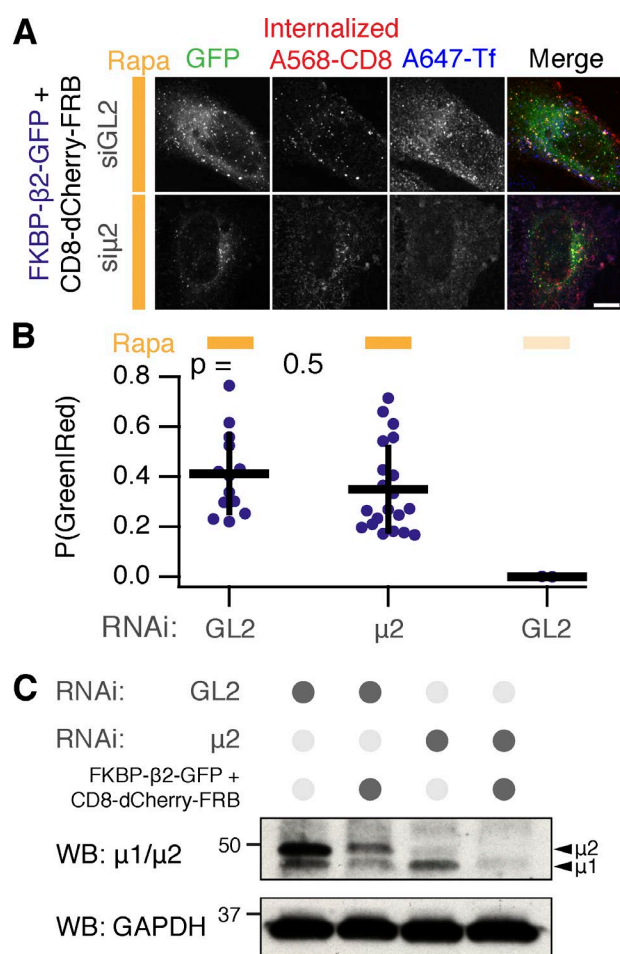 A
Internalized
Rapa GFP A568-CD8 A647-Tf Merge
FKBP-β2-GFP +
CD8-dCherry-FRB
siGL2
siμ2
B
Rapa
p = 0.5
P(Green|Red)
0.8
0.6
0.4
0.2
0.0
RNAi: GL2 μ2 GL2
C
RNAi: GL2
RNAi: μ2
FKBP-β2-GFP +
CD8-dCherry-FRB
WB: μ1/μ2 50 μ2
μ1
37
WB: GAPDH